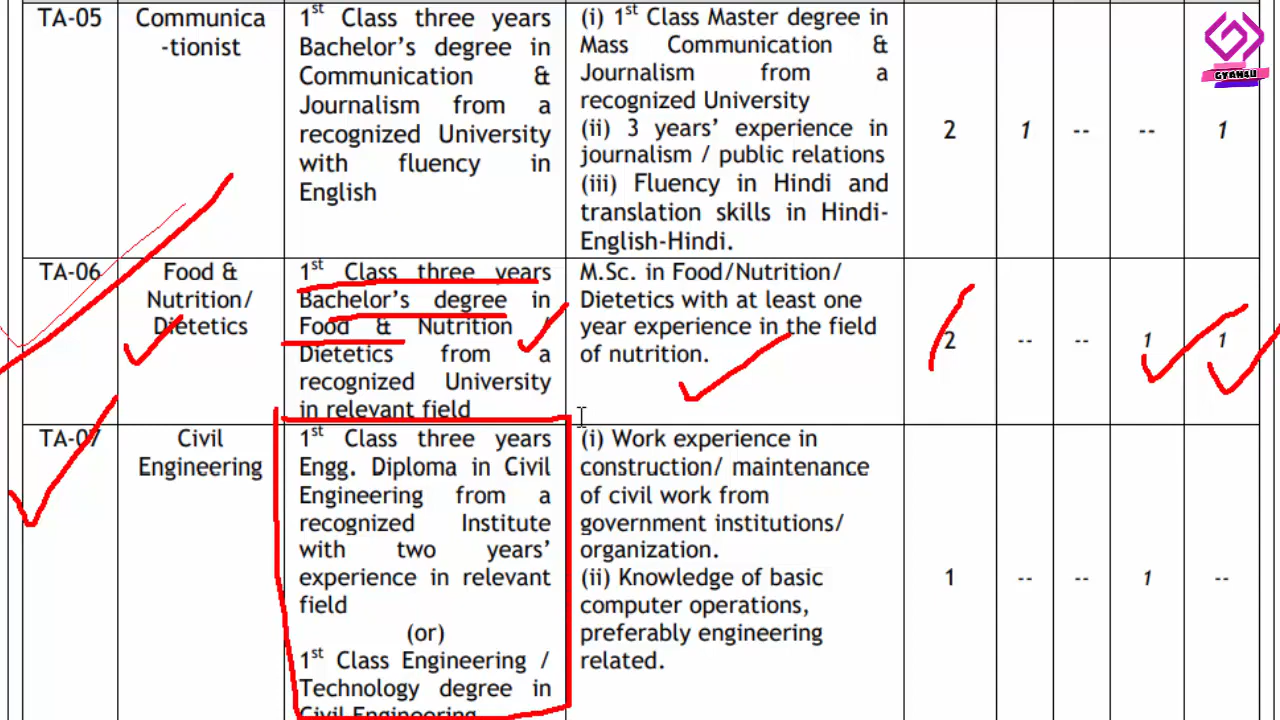 TA-05
Communica
-tionist
1st Class three years
Bachelor’s degree in
Communication &
Journalism from a
recognized University
with fluency in
English
(i) 1st Class Master degree in
Mass Communication &
Journalism from a
recognized University
(ii) 3 years’ experience in
journalism / public relations
(iii) Fluency in Hindi and
translation skills in Hindi-
English-Hindi.
2 1 -- -- 1
TA-06
Food &
Nutrition/
Dietetics
1st Class three years
Bachelor’s degree in
Food & Nutrition /
Dietetics from a
recognized University
in relevant field
M.Sc. in Food/Nutrition/
Dietetics with at least one
year experience in the field
of nutrition.
2 -- -- 1 1
TA-07
Civil
Engineering
1st Class three years
Engg. Diploma in Civil
Engineering from a
recognized Institute
with two years’
experience in relevant
field
(or)
1st Class Engineering /
Technology degree in
Civil Engineering
(i) Work experience in
construction/ maintenance
of civil work from
government institutions/
organization.
(ii) Knowledge of basic
computer operations,
preferably engineering
related.
1 -- -- 1 --
GYAN4U